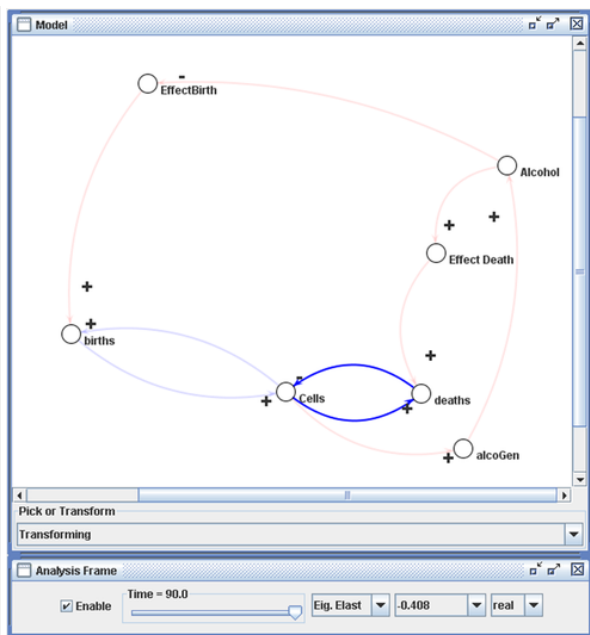 Model
-
EffectBirth
Alcohol
+
+
Effect Death
+
+
births
+
deaths
-
Cells
+
+
alcoGen
+
Pick or Transform
Transforming
Analysis Frame
Enable
Time = 90.0
Eig. Elast
-0.408
real